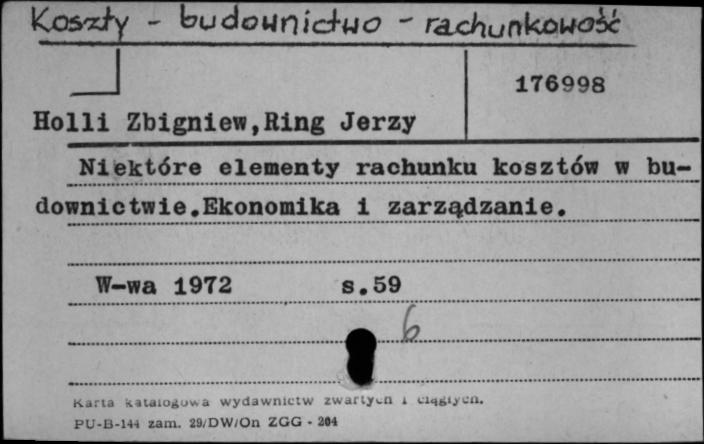 Koszty - budownictwo - rachunkowość
176998
Holli Zbigniew,Ring Jerzy
Niektóre elementy rachunku kosztów w bu-
downictwie.Ekonomika i zarządzanie.
W-wa 1972 s.59
6
Karta katalogowa wydawnictw zwartych i ciągłych.
PU-B-144 zam. 29/DW/On ZGG - 204